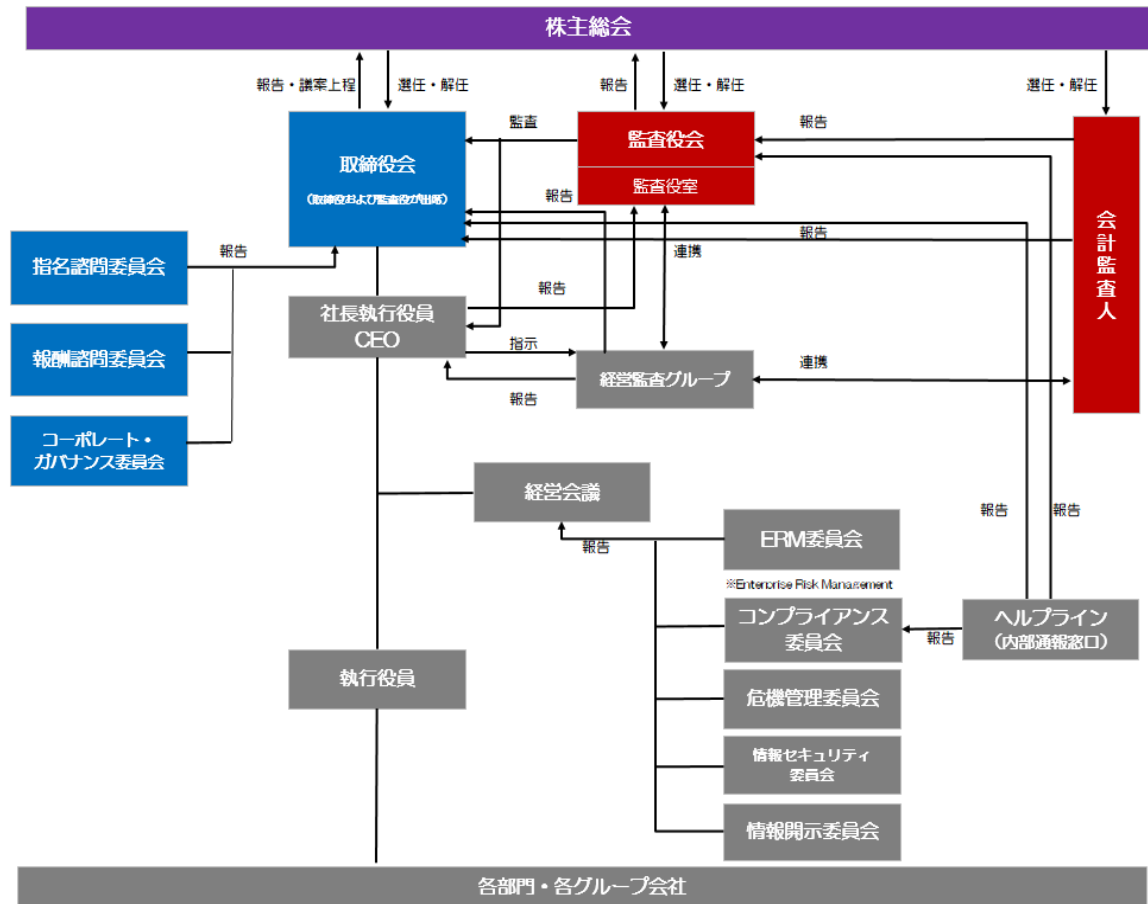 株主総会
報告・議案上程
選任・解任
報告
選任・解任
選任・解任
取締役会
(取締役および監査役が出席)
監査
監査役会
監査役室
報告
会計監査人
報告
報告
連携
指名諮問委員会
報告
報酬諮問委員会
コーポレート・
ガバナンス委員会
社長執行役員
CEO
報告
指示
報告
経営監査グループ
連携
経営会議
報告
ERM委員会
※Enterprise Risk Management
報告
報告
コンプライアンス
委員会
報告
ヘルプライン
(内部通報窓口)
執行役員
危機管理委員会
情報セキュリティ
委員会
情報開示委員会
各部門・各グループ会社